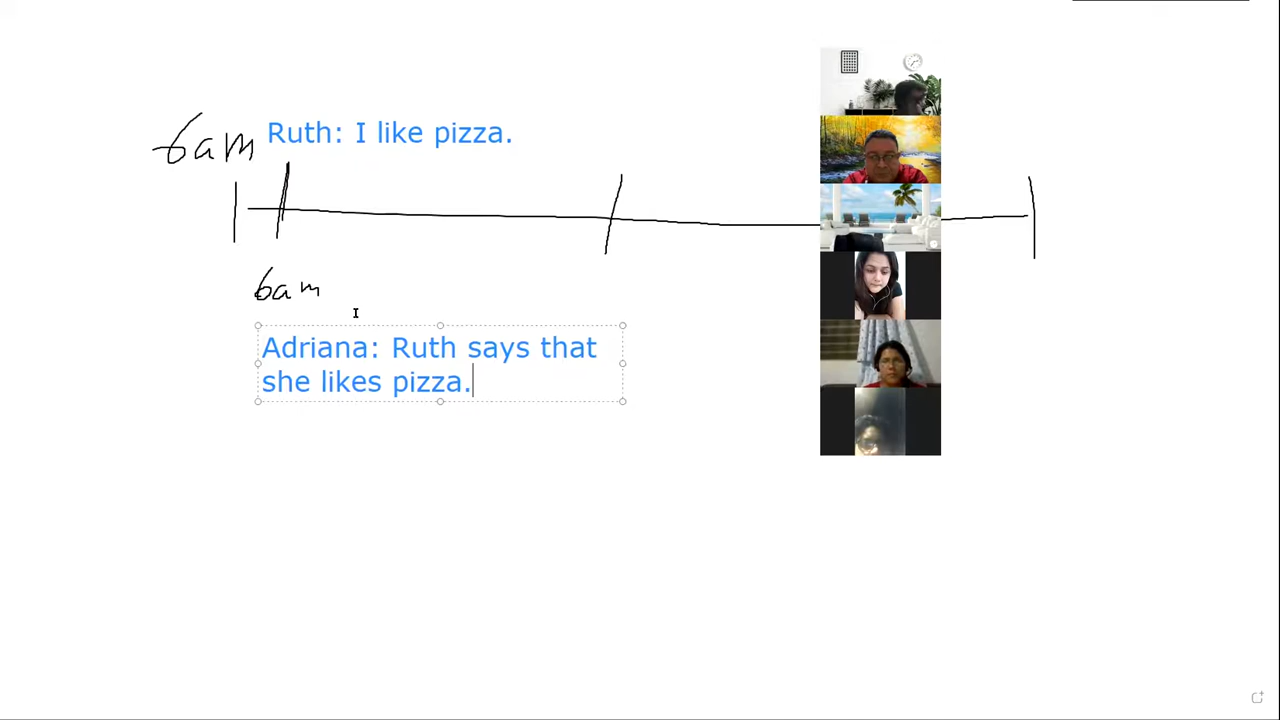 6am
Ruth: I like pizza.
6am
Adriana: Ruth says that
she likes pizza.